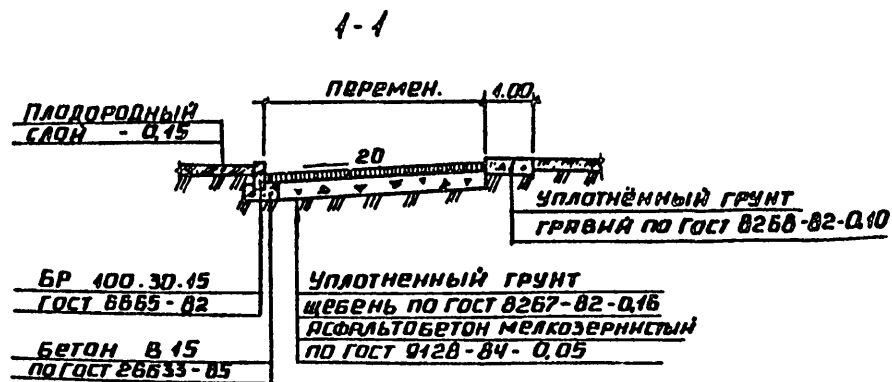 1-1
ПЕРЕМЕН.
1.00
ПЛОДОРОДНЫЙ
СЛОЙ - 0,15
20
УПЛОТНЁННЫЙ ГРУНТ
ГРАВИЙ ПО ГОСТ 8268-82-0,10
БР 100.30.15
ГОСТ 6665-82
УПЛОТНЕННЫЙ ГРУНТ
ЩЕБЕНЬ ПО ГОСТ 8267-82-0,16
АСФАЛЬТОБЕТОН МЕЛКОЗЕРНИСТЫЙ
ПО ГОСТ 9128-84- 0,05
БЕТОН В 15
ПО ГОСТ 26633-85